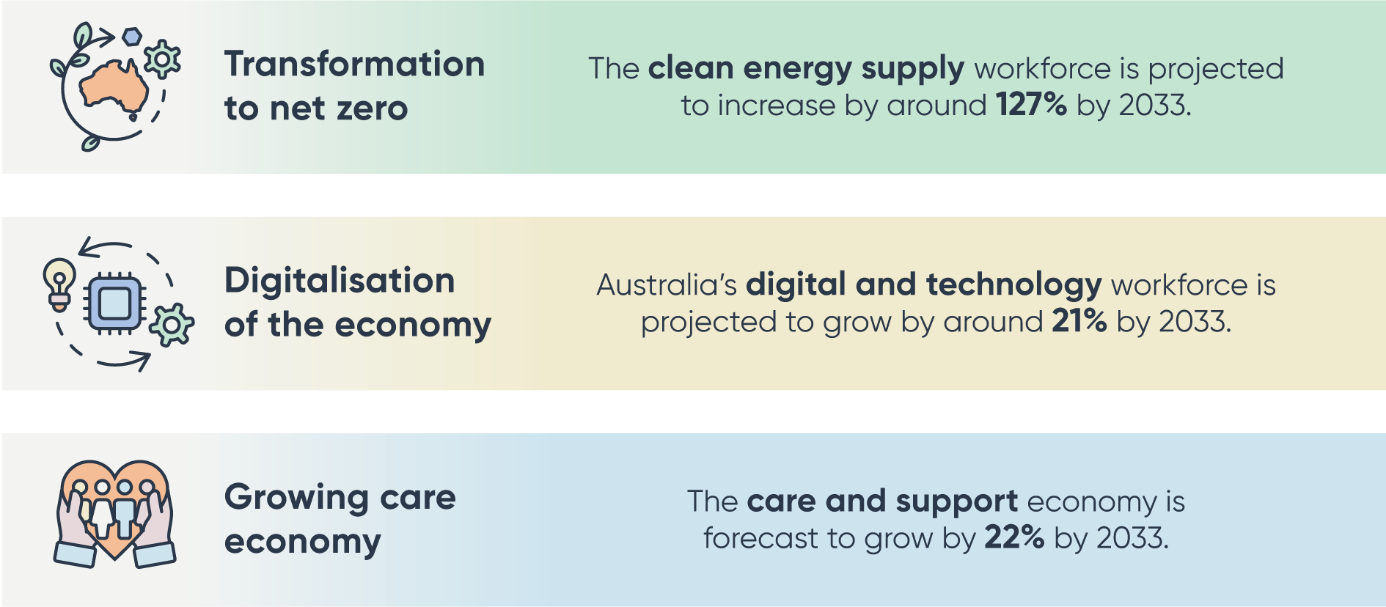 Transformation
to net zero
The clean energy supply workforce is projected
to increase by around 127% by 2033.
Digitalisation
of the economy
Australia’s digital and technology workforce is
projected to grow by around 21% by 2033.
Growing care
economy
The care and support economy is
forecast to grow by 22% by 2033.